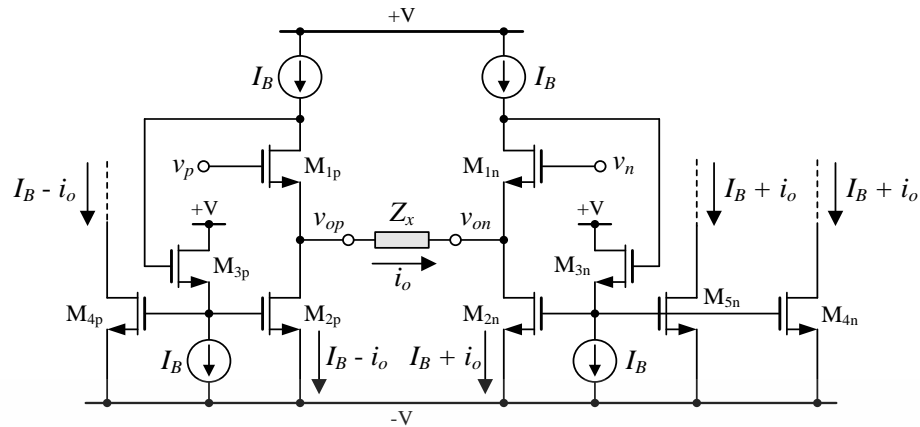 +V
I_B
I_B
v_p
M_1p
M_1n
v_n
I_B - i_o
I_B + i_o
I_B + i_o
+V
v_op
Z_x
v_on
+V
M_3p
i_o
M_3n
M_4p
M_2p
M_2n
M_5n
M_4n
I_B
I_B - i_o
I_B + i_o
I_B
-V